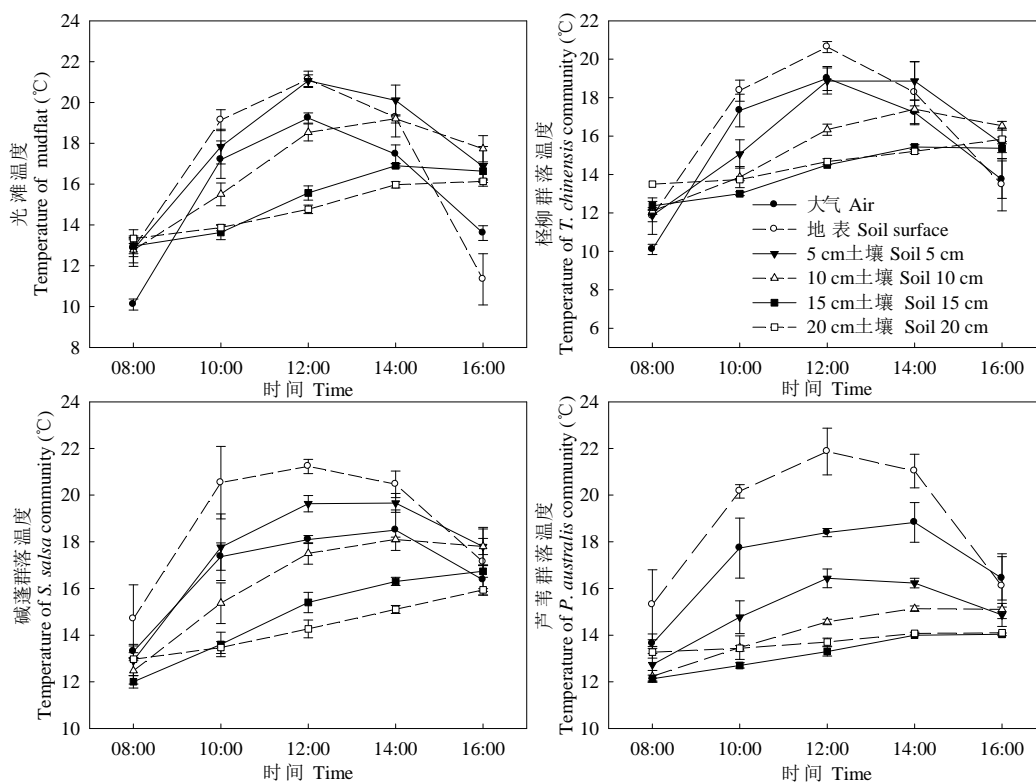 光滩温度
Temperature of mudflat (℃)
24
22
20
18
16
14
12
10
8
08:00 10:00 12:00 14:00 16:00
时间 Time
柽柳群落温度
Temperature of T. chinensis community (℃)
22
20
18
16
14
12
10
8
6
大气 Air
地表 Soil surface
5 cm土壤 Soil 5 cm
10 cm土壤 Soil 10 cm
15 cm土壤 Soil 15 cm
20 cm土壤 Soil 20 cm
08:00 10:00 12:00 14:00 16:00
时间 Time
碱蓬群落温度
Temperature of S. salsa community (℃)
24
22
20
18
16
14
12
10
08:00 10:00 12:00 14:00 16:00
时间 Time
芦苇群落温度
Temperature of P. australis community (℃)
24
22
20
18
16
14
12
10
08:00 10:00 12:00 14:00 16:00
时间 Time